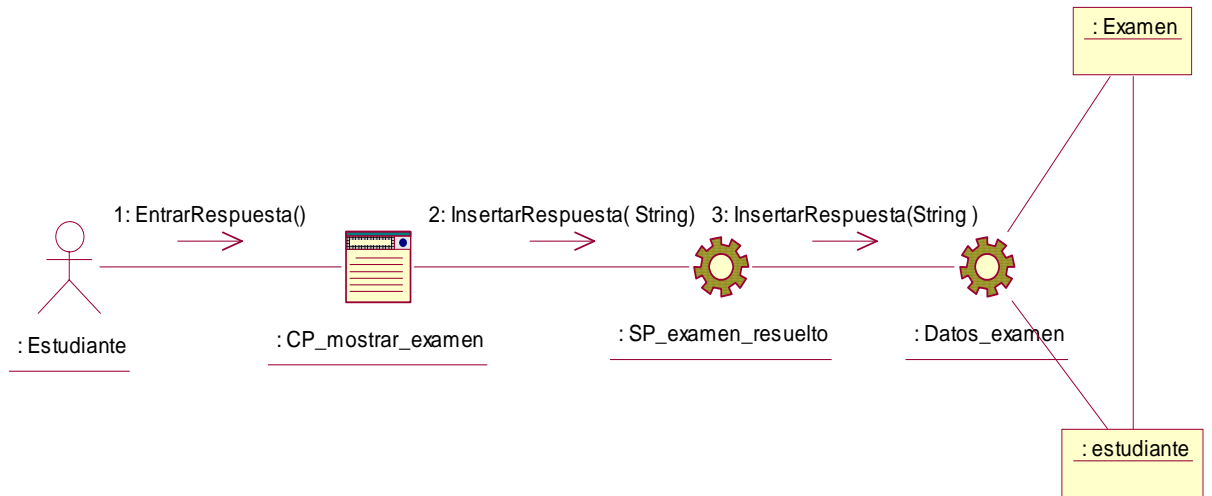 : Examen
1: EntrarRespuesta()
2: InsertarRespuesta( String)
3: InsertarRespuesta(String )
: Estudiante
: CP_mostrar_examen
: SP_examen_resuelto
: Datos_examen
: estudiante